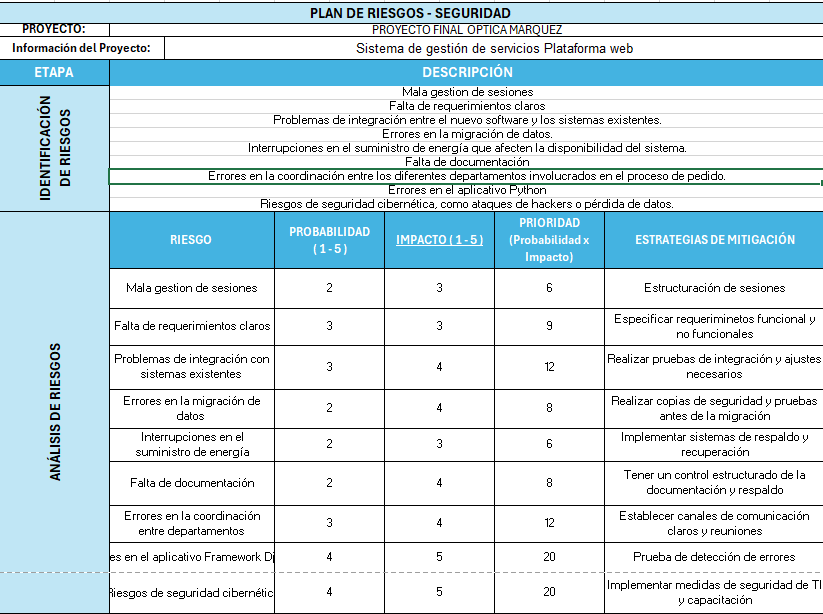 PLAN DE RIESGOS - SEGURIDAD
PROYECTO: PROYECTO FINAL OPTICA MARQUEZ
Información del Proyecto: Sistema de gestión de servicios Plataforma web
ETAPA DESCRIPCIÓN
IDENTIFICACIÓN
DE RIESGOS
Mala gestion de sesiones
Falta de requerimientos claros
Problemas de integración entre el nuevo software y los sistemas existentes.
Errores en la migración de datos.
Interrupciones en el suministro de energía que afecten la disponibilidad del sistema.
Falta de documentación
Errores en la coordinación entre los diferentes departamentos involucrados en el proceso de pedido.
Errores en el aplicativo Python
Riesgos de seguridad cibernética, como ataques de hackers o pérdida de datos.
ANÁLISIS DE RIESGOS
RIESGO
PROBABILIDAD
( 1 - 5 )
IMPACTO ( 1 - 5 )
PRIORIDAD
(Probabilidad x
Impacto)
ESTRATEGIAS DE MITIGACIÓN
Mala gestion de sesiones
2
3
6
Estructuración de sesiones
Falta de requerimientos claros
3
3
9
Especificar requeriminetos funcional y
no funcionales
Problemas de integración con
sistemas existentes
3
4
12
Realizar pruebas de integración y ajustes
necesarios
Errores en la migración de
datos
2
4
8
Realizar copias de seguridad y pruebas
antes de la migración
Interrupciones en el
suministro de energía
2
3
6
Implementar sistemas de respaldo y
recuperación
Falta de documentación
2
4
8
Tener un control estructurado de la
documentación y respaldo
Errores en la coordinación
entre departamentos
3
4
12
Establecer canales de comunicación
claros y reuniones
es en el aplicativo Framework Dj
4
5
20
Prueba de detección de errores
Riesgos de seguridad cibernétic
4
5
20
Implementar medidas de seguridad de TI
y capacitación